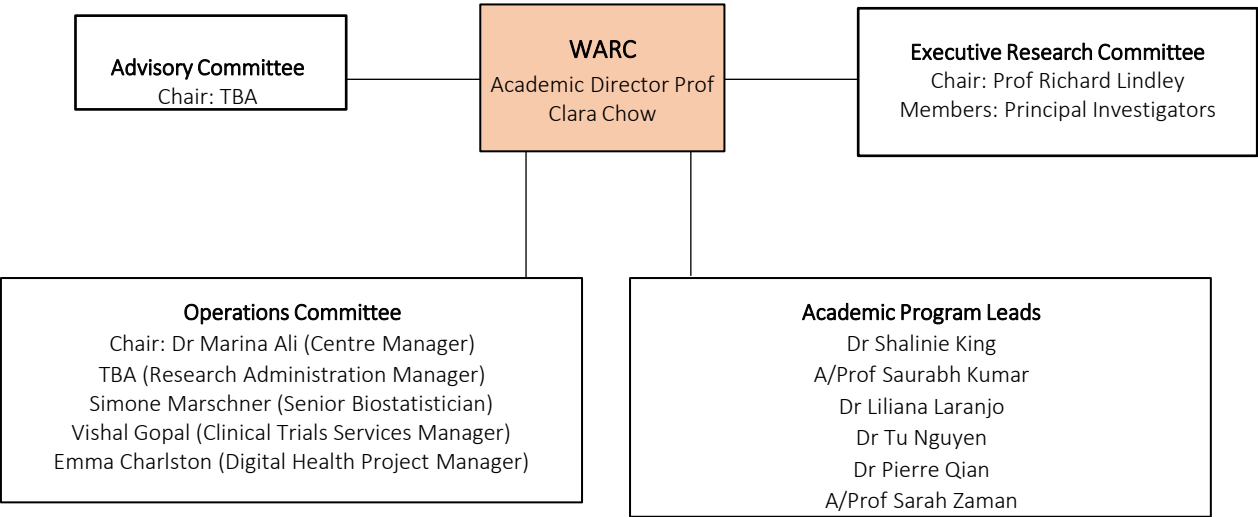 Advisory Committee
Chair: TBA
WARC
Academic Director Prof
Clara Chow
Executive Research Committee
Chair: Prof Richard Lindley
Members: Principal Investigators
Operations Committee
Chair: Dr Marina Ali (Centre Manager)
TBA (Research Administration Manager)
Simone Marschner (Senior Biostatistician)
Vishal Gopal (Clinical Trials Services Manager)
Emma Charlston (Digital Health Project Manager)
Academic Program Leads
Dr Shalinie King
A/Prof Saurabh Kumar
Dr Liliana Laranjo
Dr Tu Nguyen
Dr Pierre Qian
A/Prof Sarah Zaman